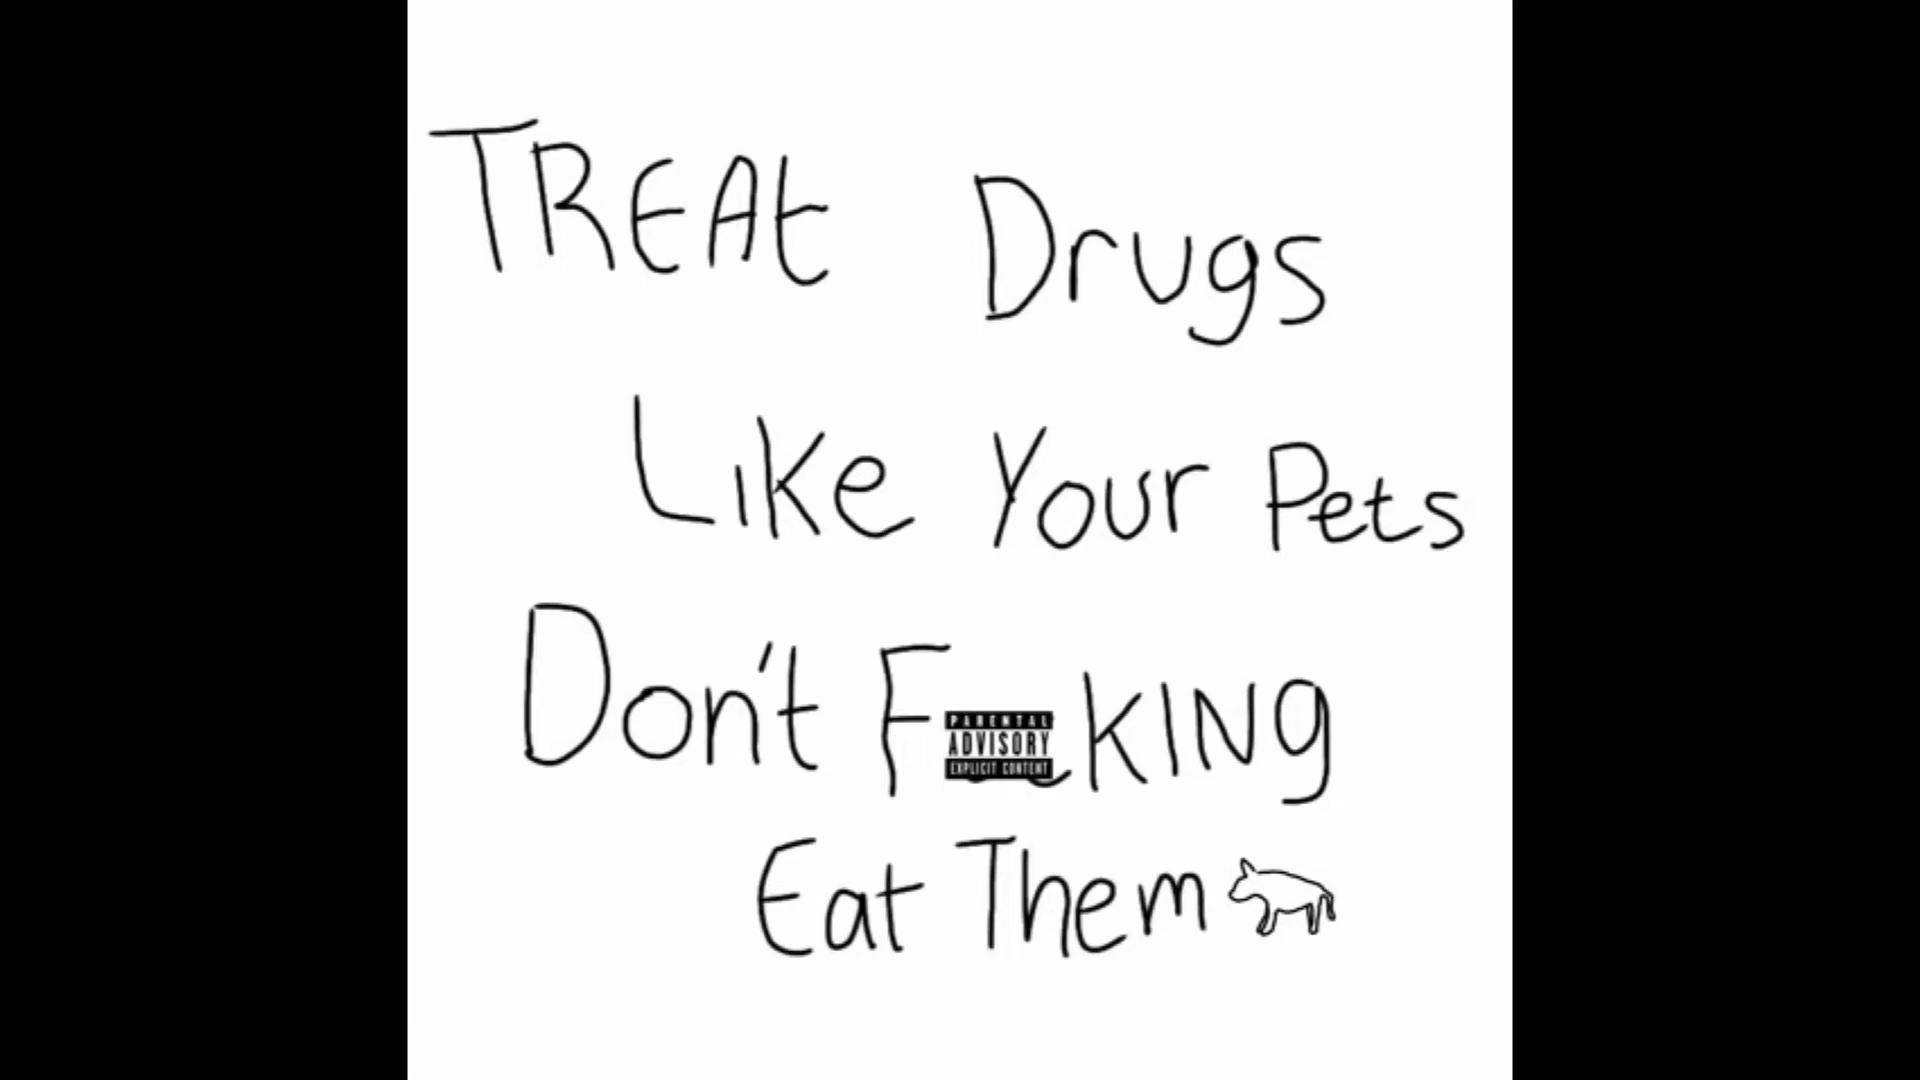 TREAt Drugs
Like Your Pets
Don't F kING
PARENTAL
ADVISORY
EXPLICIT CONTENT
Eat Them